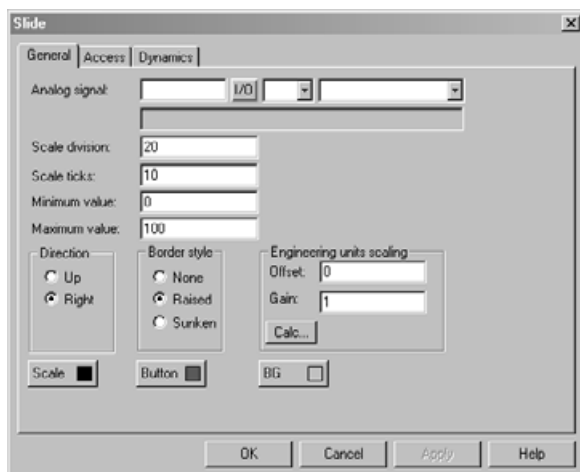 Slide
General Access Dynamics
Analog signal: I/O
Scale division: 20
Scale ticks: 10
Minimum value: 0
Maximum value: 100
Direction Border style Engineering units scaling
Up None Offset: 0
Right Raised Gain: 1
Sunken
Calc...
Scale Button BG
OK Cancel Apply Help